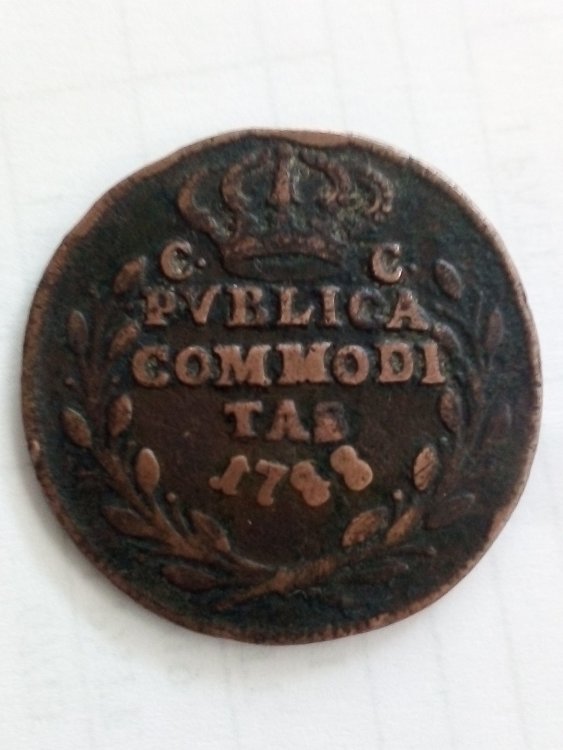 C. C.
PVBLICA
COMMODI
TAS
1788